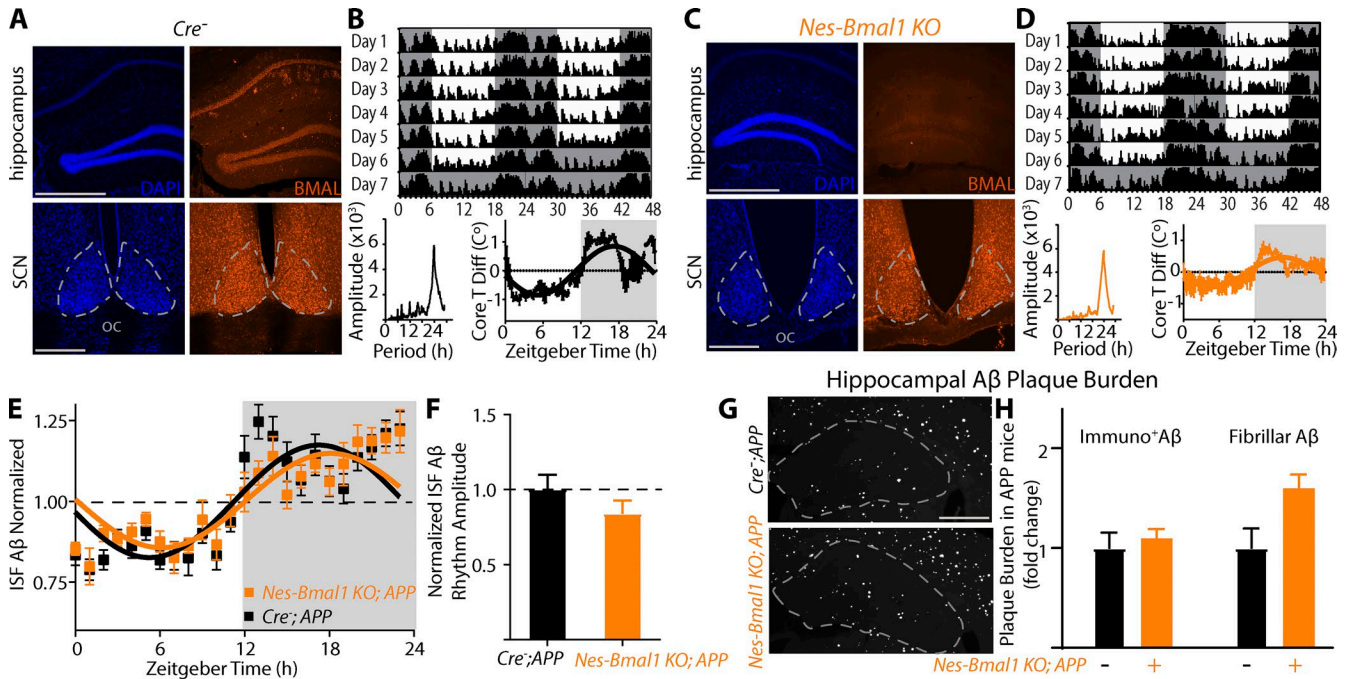 A
Cre-
hippocampus
DAPI
BMAL
SCN
OC
B
Day 1
Day 2
Day 3
Day 4
Day 5
Day 6
Day 7
0 6 12 18 24 30 36 42 48
Amplitude (x10³)
8
6
4
2
0 12 24
Period (h)
Core T Diff (C°)
1
0
-1
0 6 12 18 24
Zeitgeber Time (h)
C
Nes-Bmal1 KO
hippocampus
DAPI
BMAL
SCN
OC
D
Day 1
Day 2
Day 3
Day 4
Day 5
Day 6
Day 7
0 6 12 18 24 30 36 42 48
Amplitude (x10³)
8
6
4
2
0 12 24
Period (h)
Core T Diff (C°)
1
0
-1
0 6 12 18 24
Zeitgeber Time (h)
E
ISF Aβ Normalized
1.25
1.00
0.75
Nes-Bmal1 KO; APP
Cre-; APP
0 6 12 18 24
Zeitgeber Time (h)
F
Normalized ISF Aβ
Rhythm Amplitude
1.5
1.0
0.5
Cre-;APP Nes-Bmal1 KO; APP
Hippocampal Aβ Plaque Burden
G
Cre-;APP
Nes-Bmal1 KO; APP
H
Plaque Burden in APP mice
(fold change)
2
1
Immuno+Aβ Fibrillar Aβ
Nes-Bmal1 KO; APP - + - +